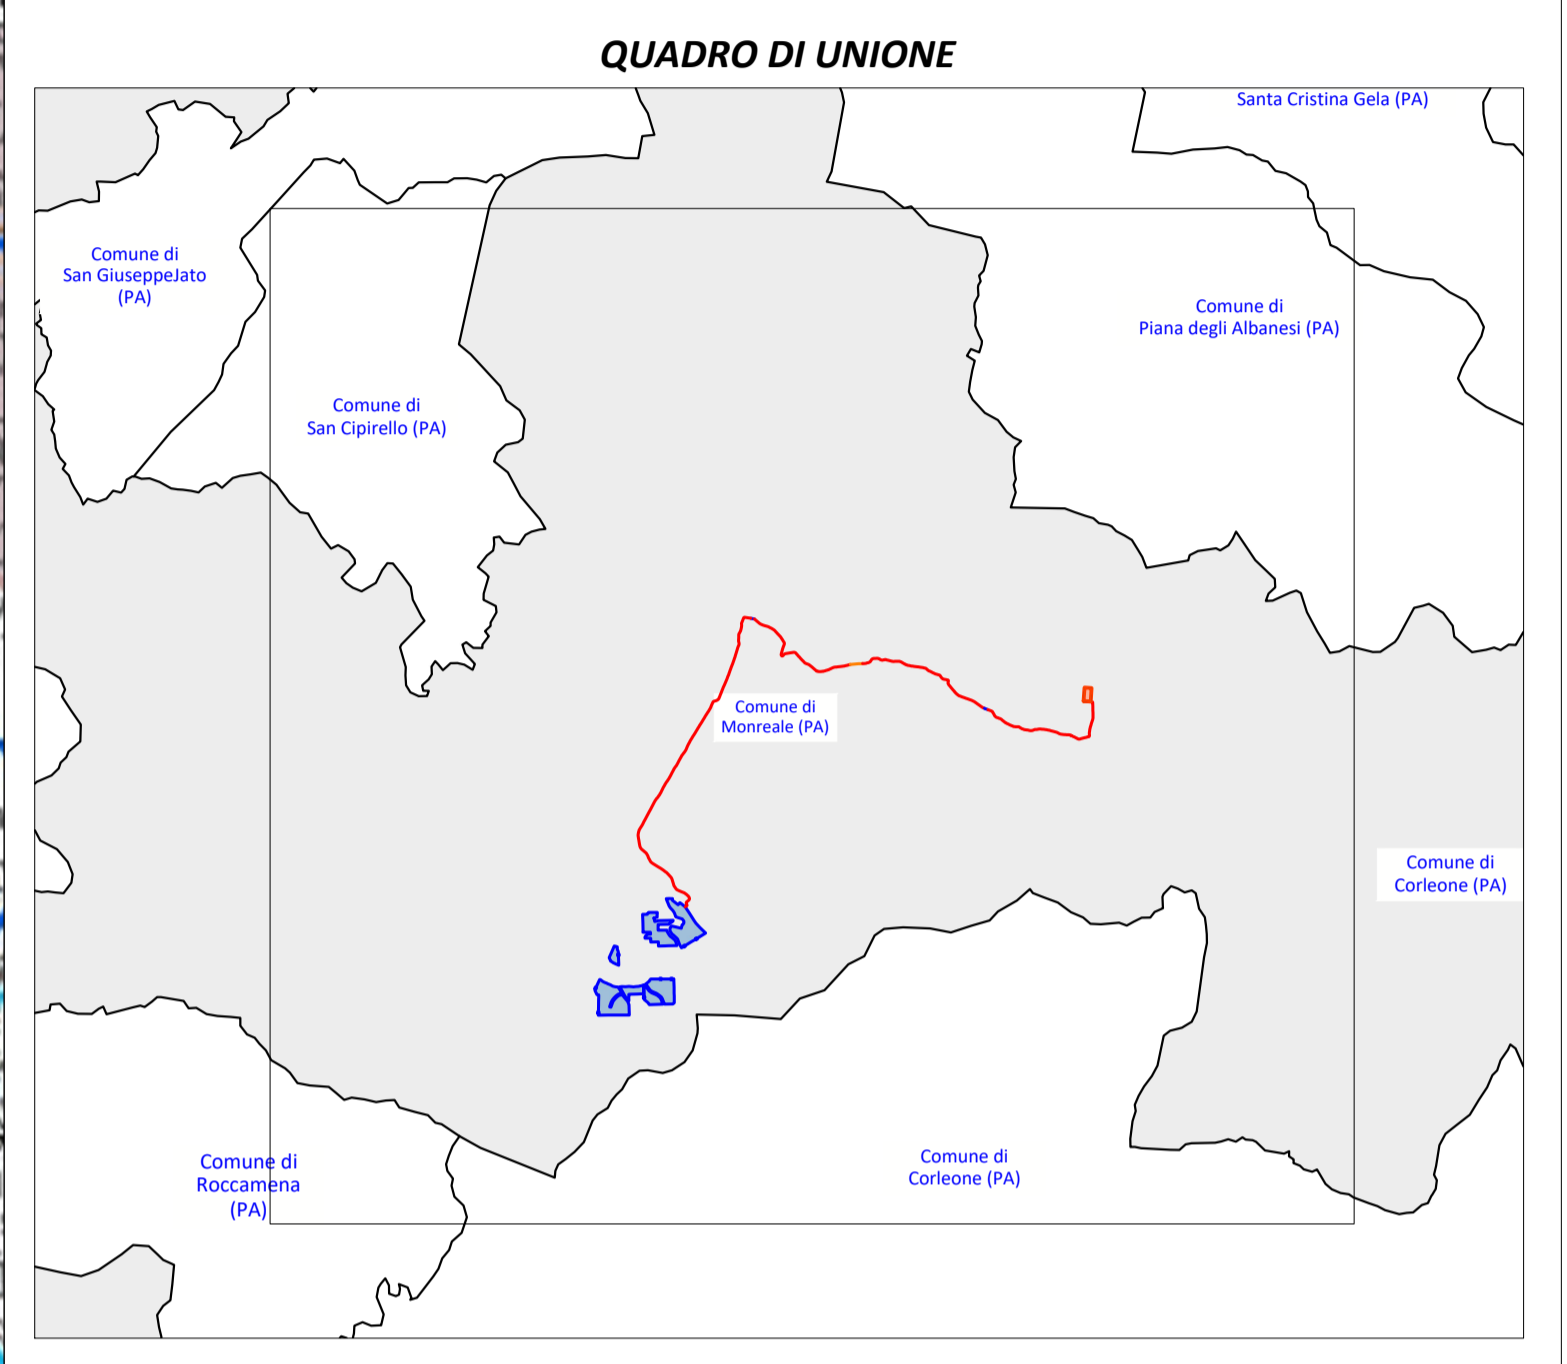 QUADRO DI UNIONE
Santa Cristina Gela (PA)
Comune di
San GiuseppeJato
(PA)
Comune di
Piana degli Albanesi (PA)
Comune di
San Cipirello (PA)
Comune di
Monreale (PA)
Comune di
Corleone (PA)
Comune di
Roccamena
(PA)
Comune di
Corleone (PA)